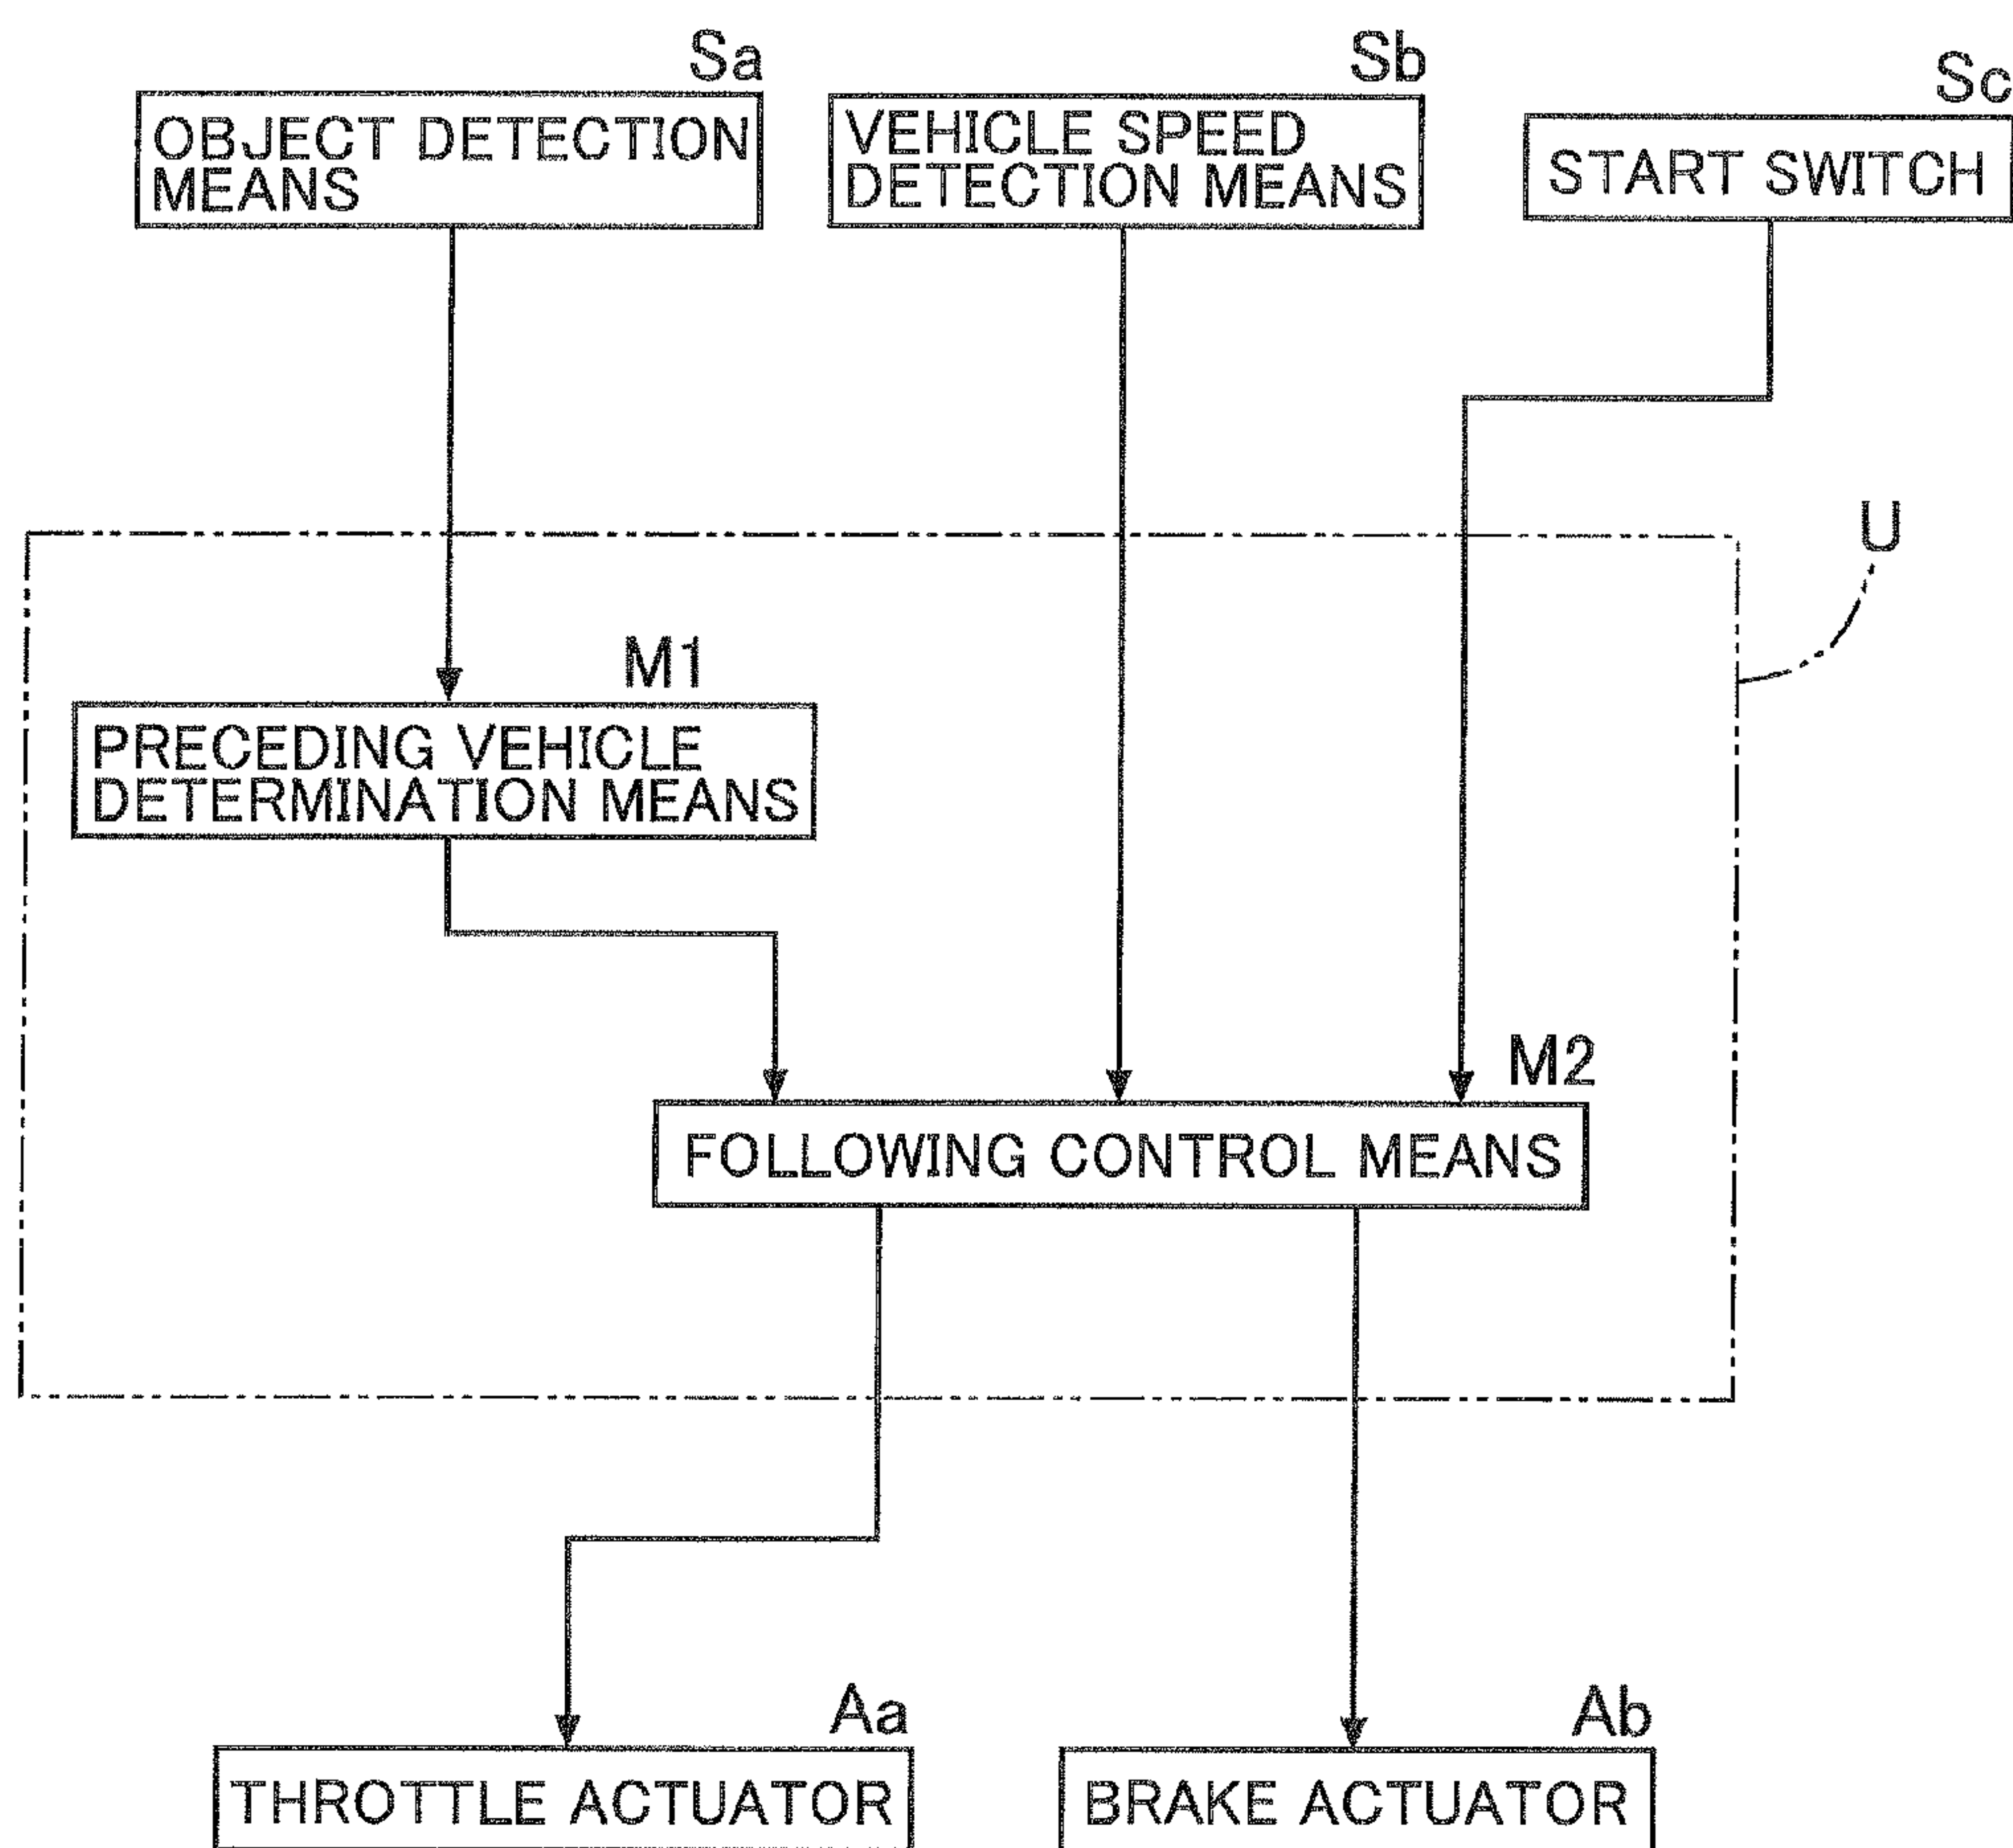 Sa
OBJECT DETECTION
MEANS
Sb
VEHICLE SPEED
DETECTION MEANS
Sc
START SWITCH
U
M1
PRECEDING VEHICLE
DETERMINATION MEANS
M2
FOLLOWING CONTROL MEANS
Aa
THROTTLE ACTUATOR
Ab
BRAKE ACTUATOR